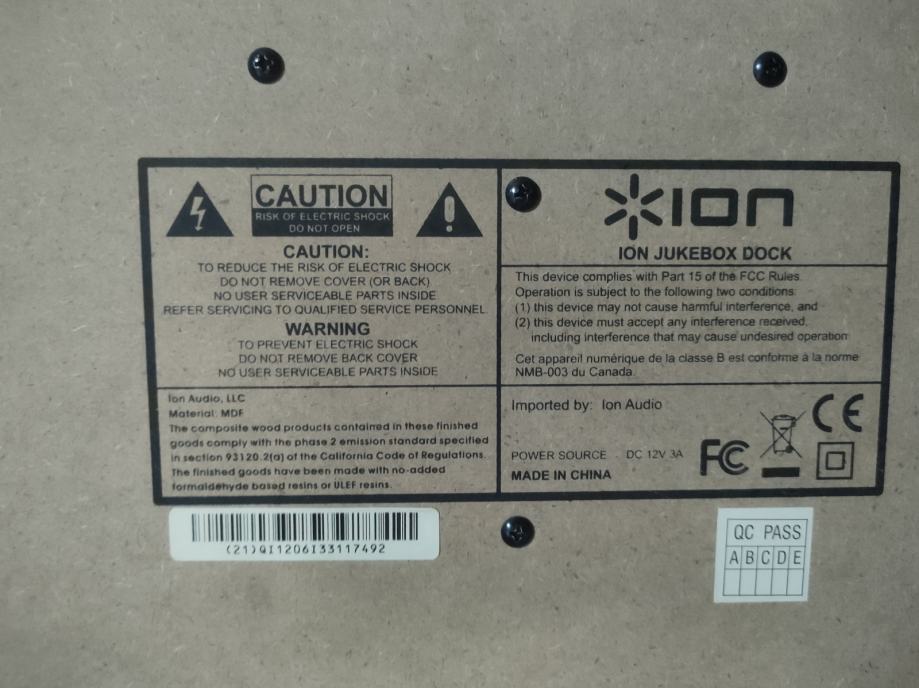 CAUTION
RISK OF ELECTRIC SHOCK
DO NOT OPEN
CAUTION:
TO REDUCE THE RISK OF ELECTRIC SHOCK
DO NOT REMOVE COVER (OR BACK)
NO USER SERVICEABLE PARTS INSIDE
REFER SERVICING TO QUALIFIED SERVICE PERSONNEL.
WARNING
TO PREVENT ELECTRIC SHOCK
DO NOT REMOVE BACK COVER
NO USER SERVICEABLE PARTS INSIDE
Ion Audio, LLC
Material: MDF
The composite wood products contained in these finished
goods comply with the phase 2 emission standard specified
in section 93120.2(a) of the California Code of Regulations.
The finished goods have been made with no-added
formaldehyde based resins or ULEF resins.
ION
ION JUKEBOX DOCK
This device complies with Part 15 of the FCC Rules.
Operation is subject to the following two conditions:
(1) this device may not cause harmful interference, and
(2) this device must accept any interference received,
including interference that may cause undesired operation
Cet appareil numérique de la classe B est conforme à la norme
NMB-003 du Canada.
Imported by: Ion Audio
POWER SOURCE : DC 12V 3A
MADE IN CHINA
FC
CE
(21)QI1206I33117492
QC PASS
A B C D E